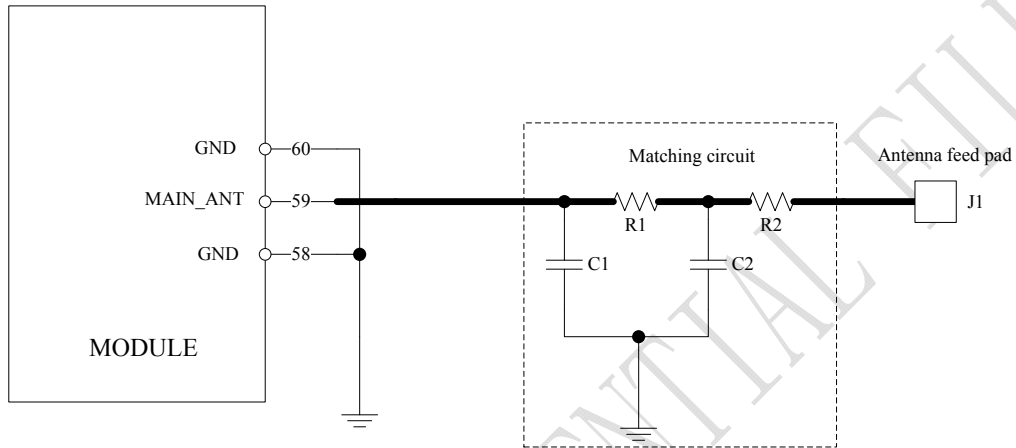 GND
60
Matching circuit
Antenna feed pad
MAIN_ANT
59
J1
R1
R2
GND
58
C1
C2
MODULE